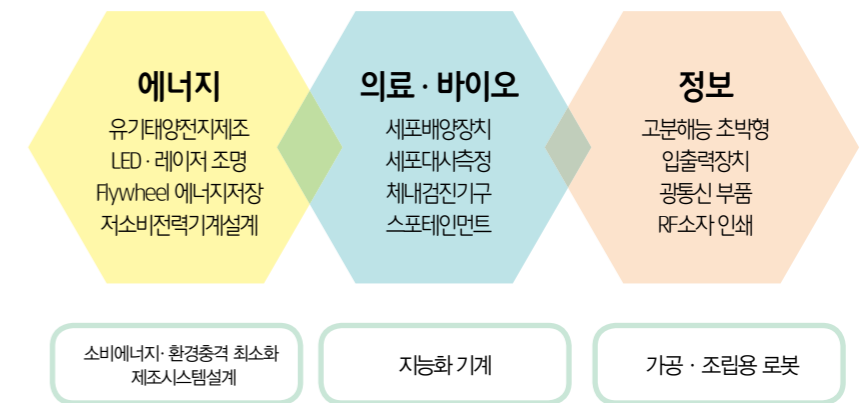 에너지
유기태양전지제조
LED · 레이저 조명
Flywheel 에너지저장
저소비전력기계설계
의료 · 바이오
세포배양장치
세포대사측정
체내검진기구
스포테인먼트
정보
고분해능 초박형
입출력장치
광통신 부품
RF소자 인쇄
소비에너지· 환경충격 최소화
제조시스템설계
지능화 기계
가공 · 조립용 로봇